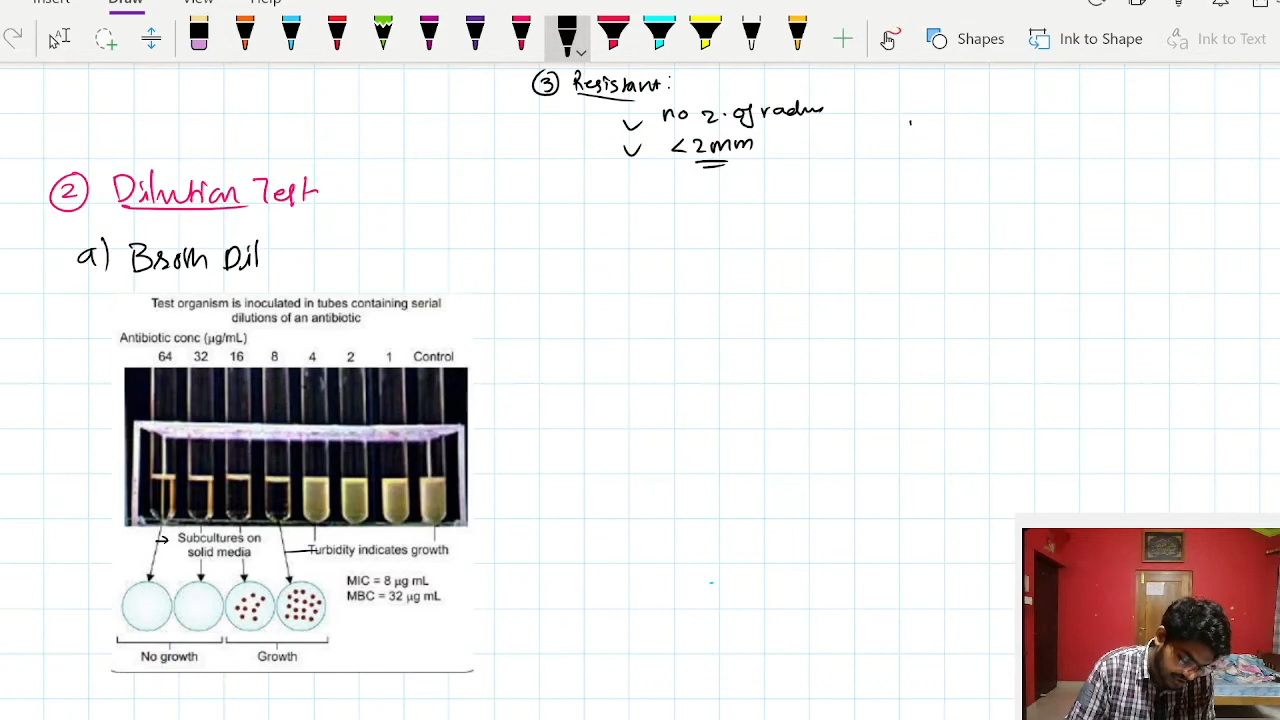 Insert Draw View Help
Shapes Ink to Shape Ink to Text
③ Resistant:
no z. of radius
< 2mm
② Dilution Test
a) Broth Dil
Test organism is inoculated in tubes containing serial
dilutions of an antibiotic
Antibiotic conc (µg/mL)
64 32 16 8 4 2 1 Control
Subcultures on
solid media
Turbidity indicates growth
MIC = 8 µg mL
MBC = 32 µg mL
No growth Growth